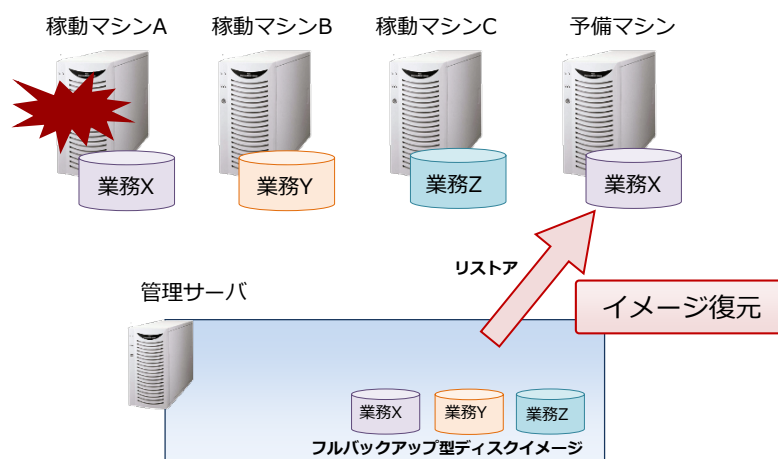 稼動マシンA
稼動マシンB
稼動マシンC
予備マシン
業務X
業務Y
業務Z
業務X
リストア
管理サーバ
イメージ復元
業務X
業務Y
業務Z
フルバックアップ型ディスクイメージ